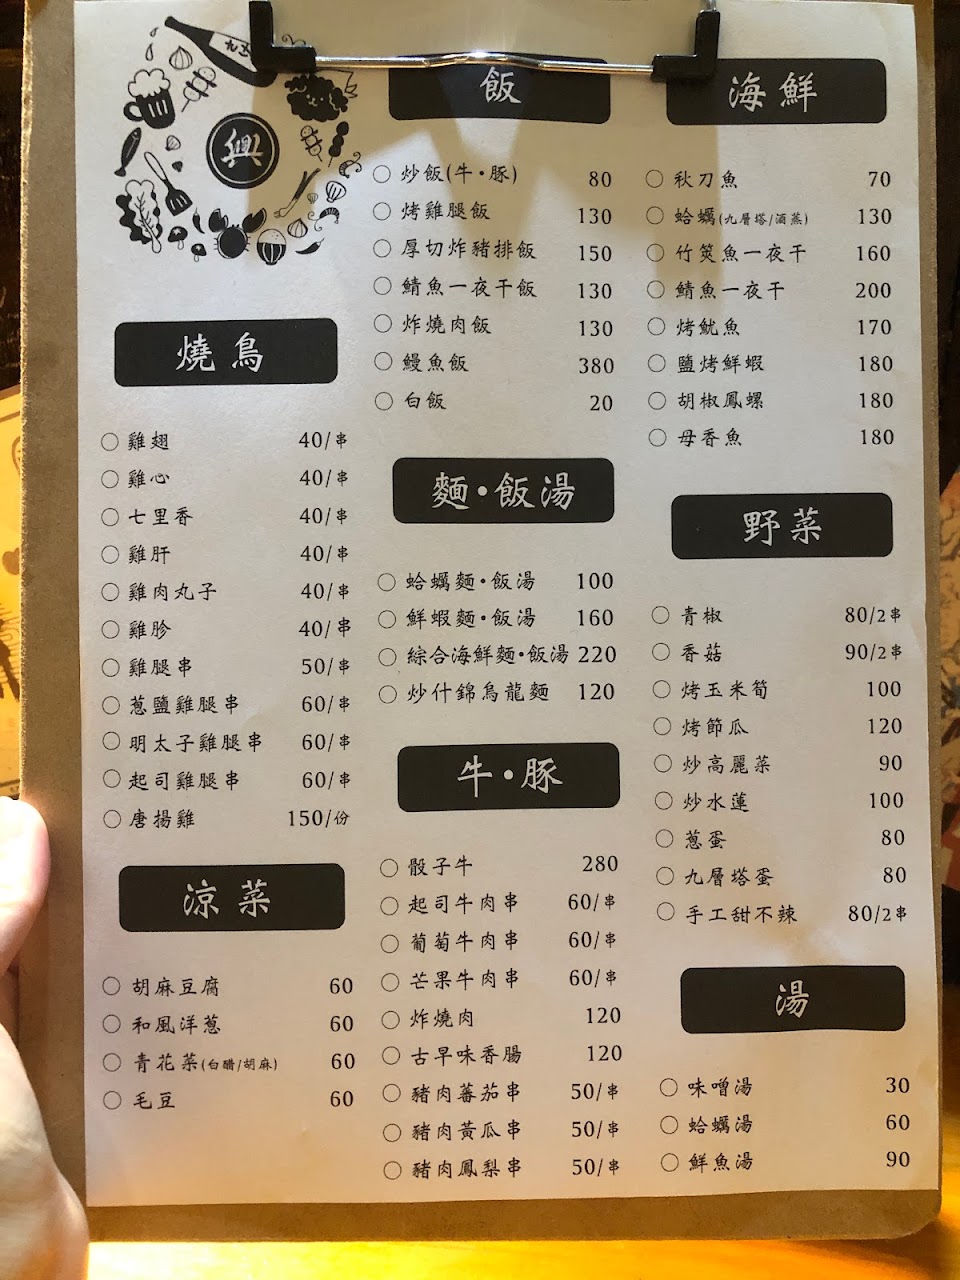 興
燒鳥
雞翅 40/串
雞心 40/串
七里香 40/串
雞肝 40/串
雞肉丸子 40/串
雞胗 40/串
雞腿串 50/串
蔥鹽雞腿串 60/串
明太子雞腿串 60/串
起司雞腿串 60/串
唐揚雞 150/份
涼菜
胡麻豆腐 60
和風洋蔥 60
青花菜(白醋/胡麻) 60
毛豆 60
飯
炒飯(牛・豚) 80
烤雞腿飯 130
厚切炸豬排飯 150
鯖魚一夜干飯 130
炸燒肉飯 130
鰻魚飯 380
白飯 20
麵・飯湯
蛤蠣麵・飯湯 100
鮮蝦麵・飯湯 160
綜合海鮮麵・飯湯 220
炒什錦烏龍麵 120
牛・豚
骰子牛 280
起司牛肉串 60/串
葡萄牛肉串 60/串
芒果牛肉串 60/串
炸燒肉 120
古早味香腸 120
豬肉蕃茄串 50/串
豬肉黃瓜串 50/串
豬肉鳳梨串 50/串
海鮮
秋刀魚 70
蛤蠣(九層塔/酒蒸) 130
竹筴魚一夜干 160
鯖魚一夜干 200
烤魷魚 170
鹽烤鮮蝦 180
胡椒鳳螺 180
母香魚 180
野菜
青椒 80/2串
香菇 90/2串
烤玉米筍 100
烤節瓜 120
炒高麗菜 90
炒水蓮 100
蔥蛋 80
九層塔蛋 80
手工甜不辣 80/2串
湯
味噌湯 30
蛤蠣湯 60
鮮魚湯 90